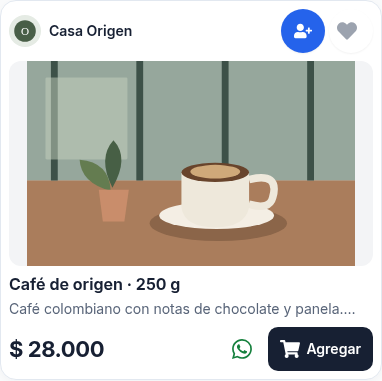 O
Casa Origen
Café de origen · 250 g
Café colombiano con notas de chocolate y panela....
$ 28.000
Agregar